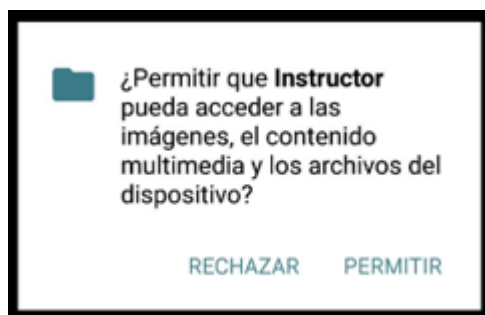 ¿Permitir que Instructor
pueda acceder a las
imágenes, el contenido
multimedia y los archivos del
dispositivo?
RECHAZAR PERMITIR